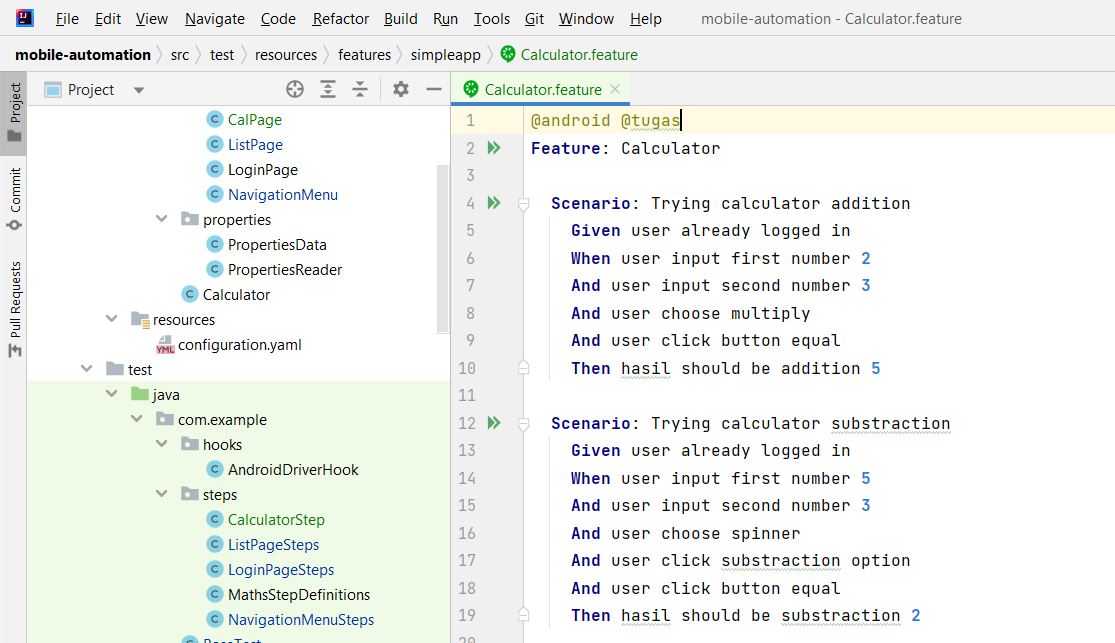 File Edit View Navigate Code Refactor Build Run Tools Git Window Help mobile-automation - Calculator.feature
mobile-automation src test resources features simpleapp Calculator.feature
Project
Commit
Pull Requests
Project
CalPage
ListPage
LoginPage
NavigationMenu
properties
PropertiesData
PropertiesReader
Calculator
resources
configuration.yaml
test
java
com.example
hooks
AndroidDriverHook
steps
CalculatorStep
ListPageSteps
LoginPageSteps
MathsStepDefinitions
NavigationMenuSteps
BaseTest
Calculator.feature
1 @android @tugas
2 Feature: Calculator
3
4 Scenario: Trying calculator addition
5 Given user already logged in
6 When user input first number 2
7 And user input second number 3
8 And user choose multiply
9 And user click button equal
10 Then hasil should be addition 5
11
12 Scenario: Trying calculator substraction
13 Given user already logged in
14 When user input first number 5
15 And user input second number 3
16 And user choose spinner
17 And user click substraction option
18 And user click button equal
19 Then hasil should be substraction 2
20